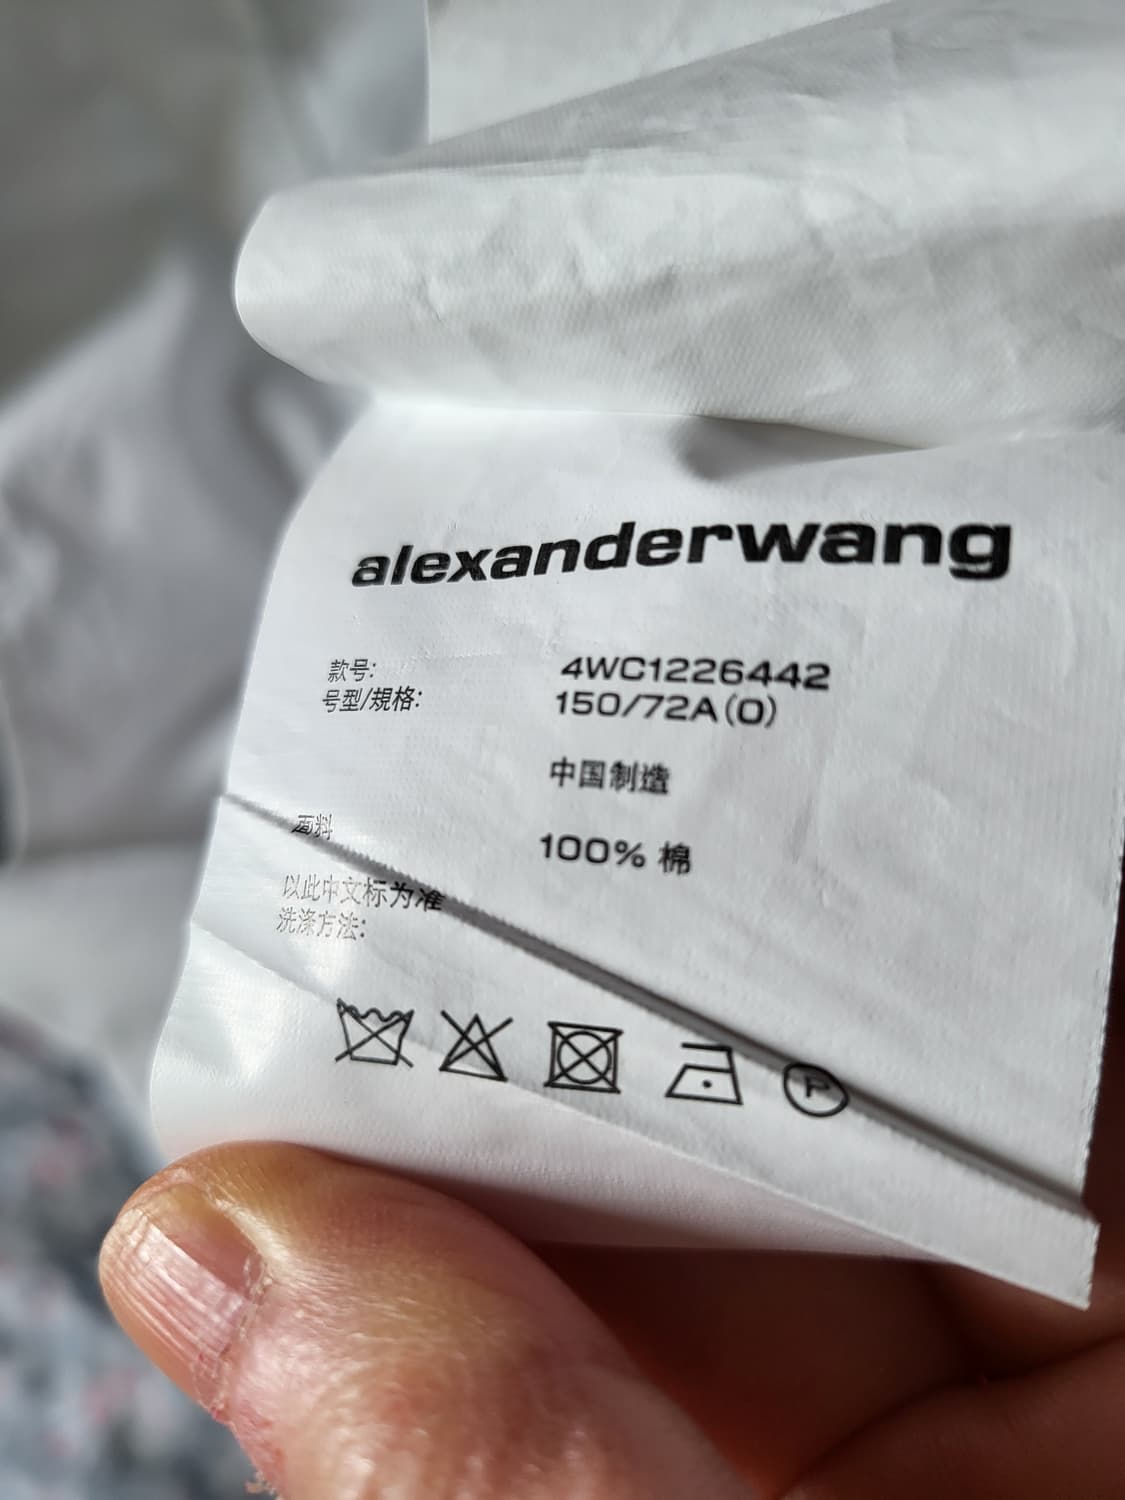 alexanderwang
款号: 4WC1226442
号型/規格: 150/72A(0)
中国制造
面料 100% 棉
以此中文标为准
洗涤方法:
P